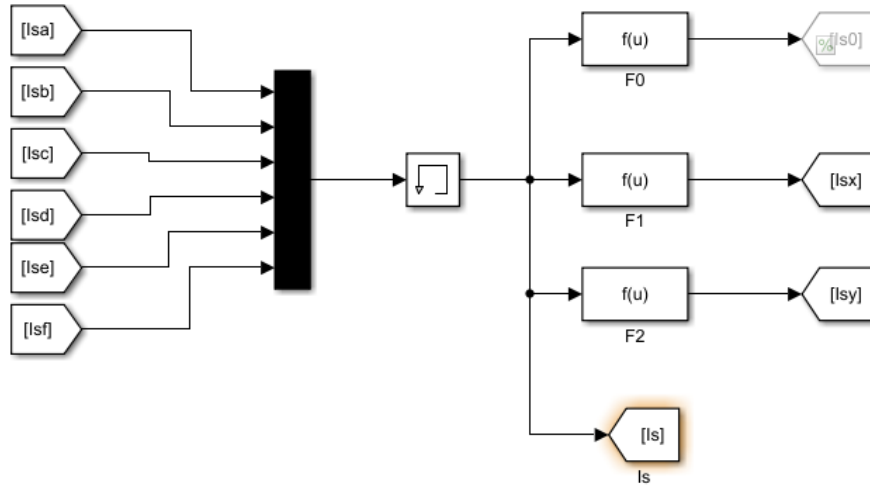 [Isa]
[Isb]
[Isc]
[Isd]
[Ise]
[Isf]
f(u)
F0
[Is0]
f(u)
F1
[Isx]
f(u)
F2
[Isy]
[Is]
Is